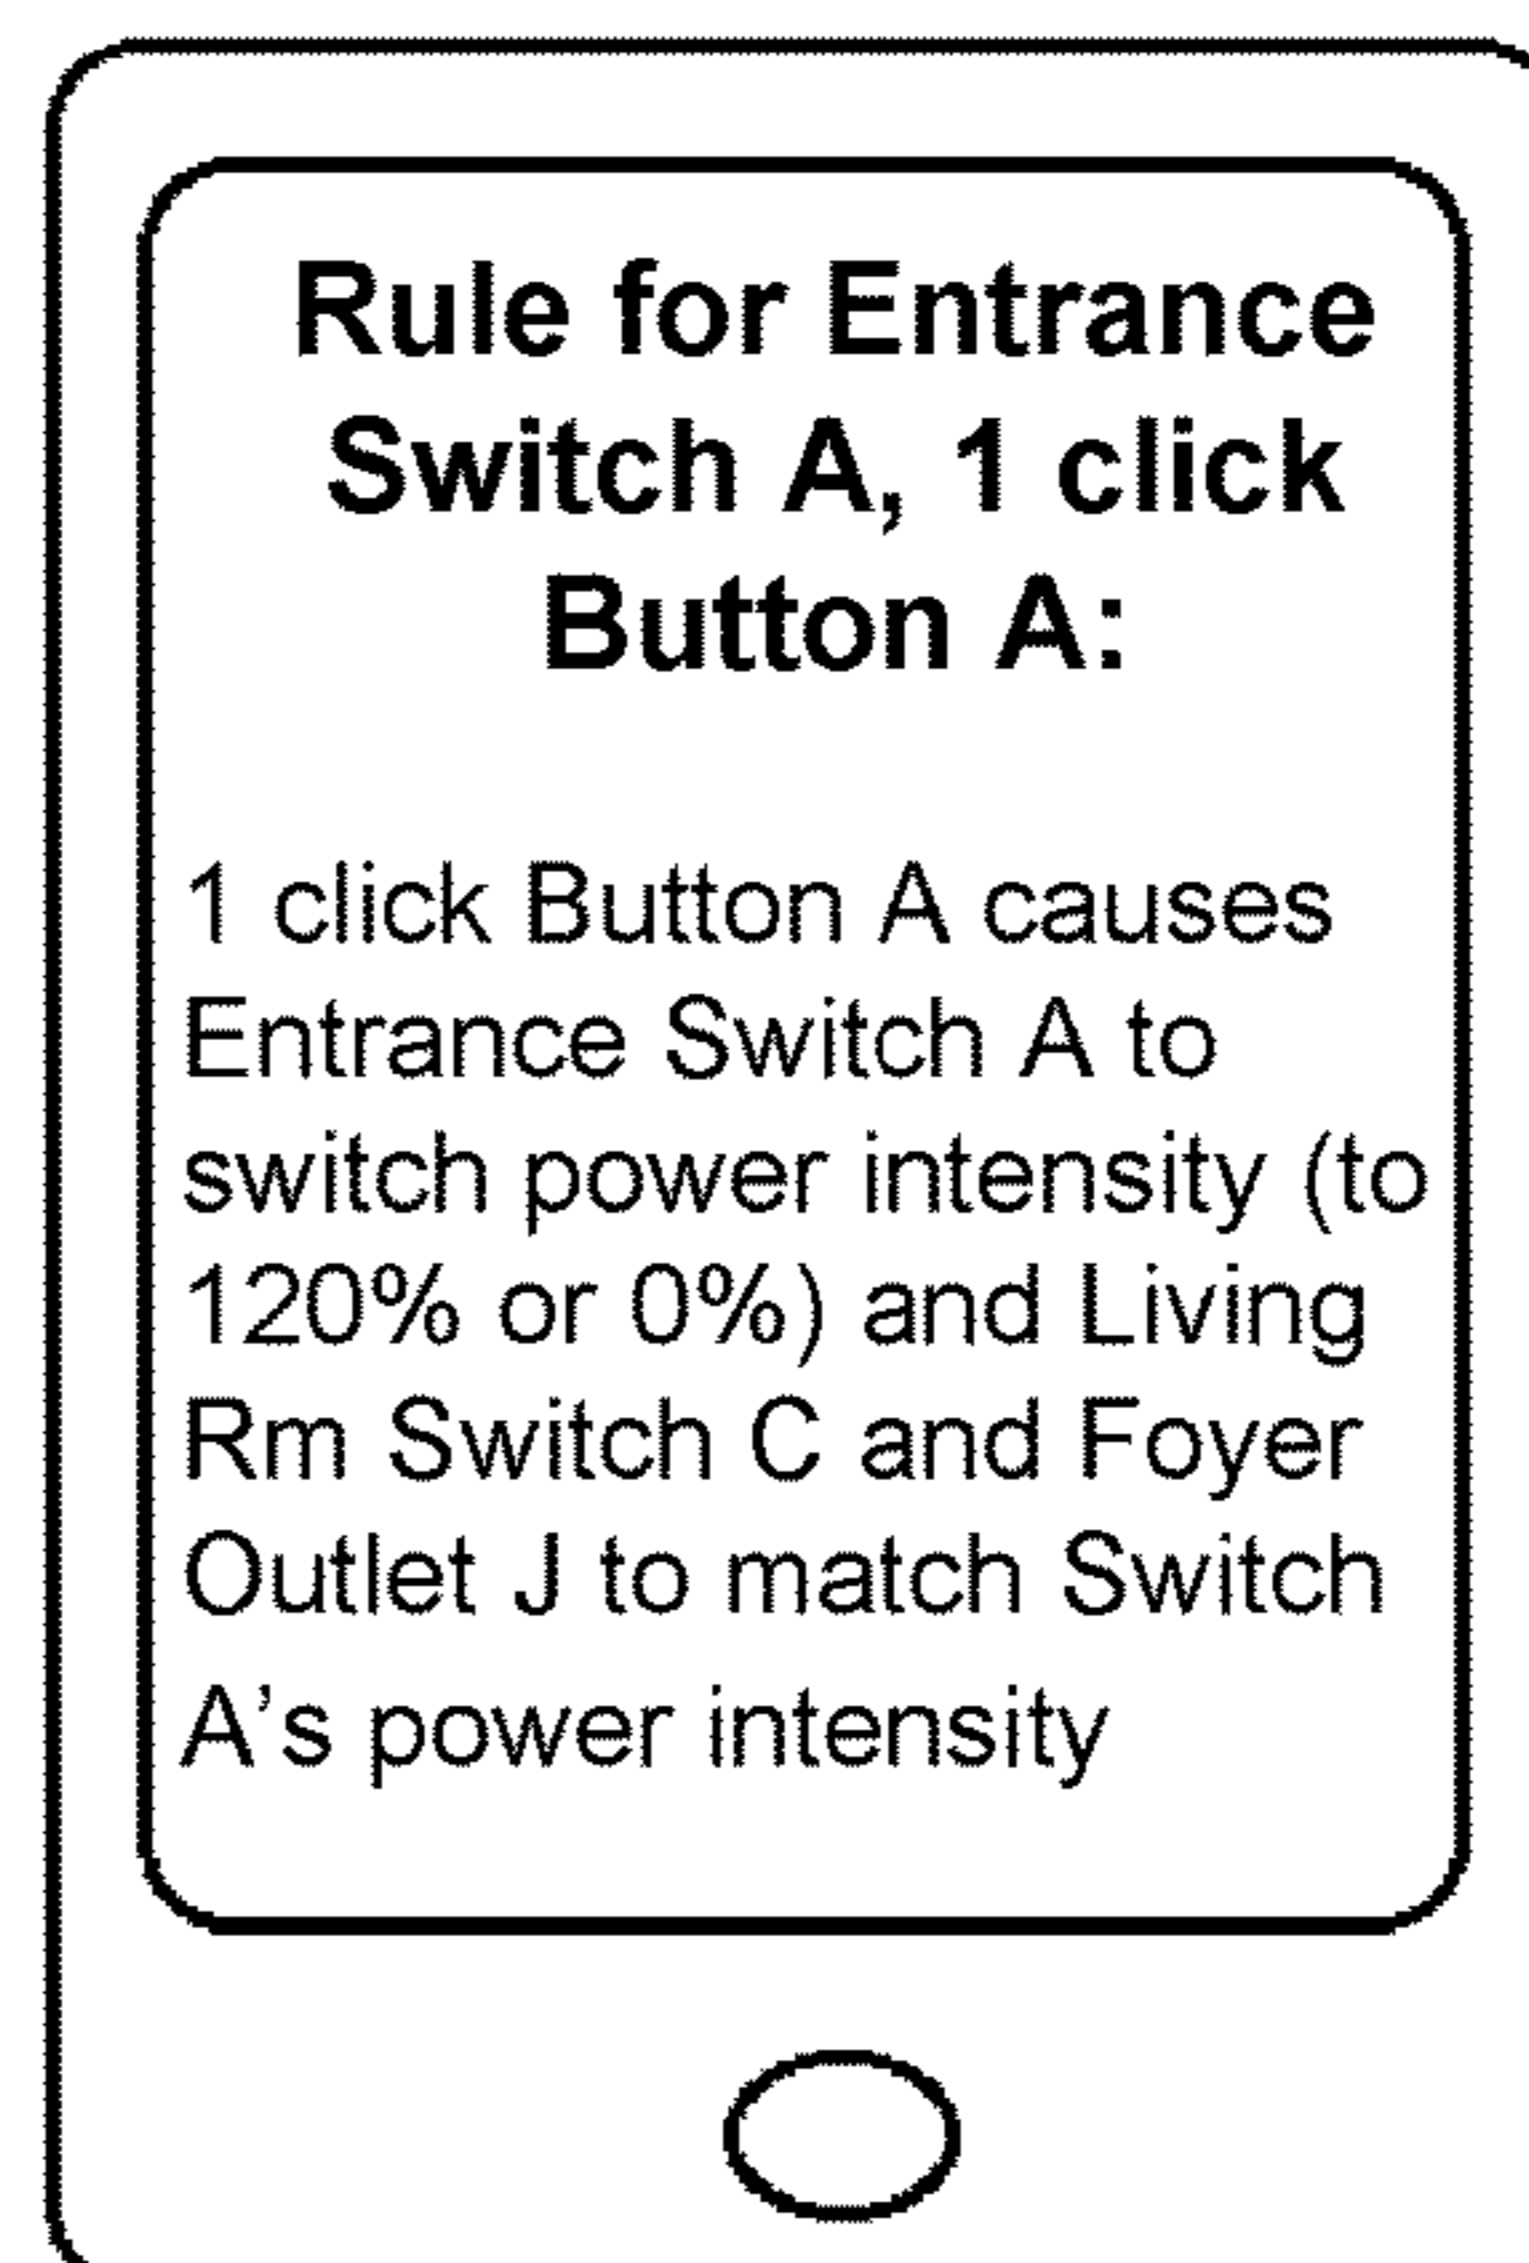 Rule for Entrance
Switch A, 1 click
Button A:
1 click Button A causes
Entrance Switch A to
switch power intensity (to
120% or 0%) and Living
Rm Switch C and Foyer
Outlet J to match Switch
A’s power intensity